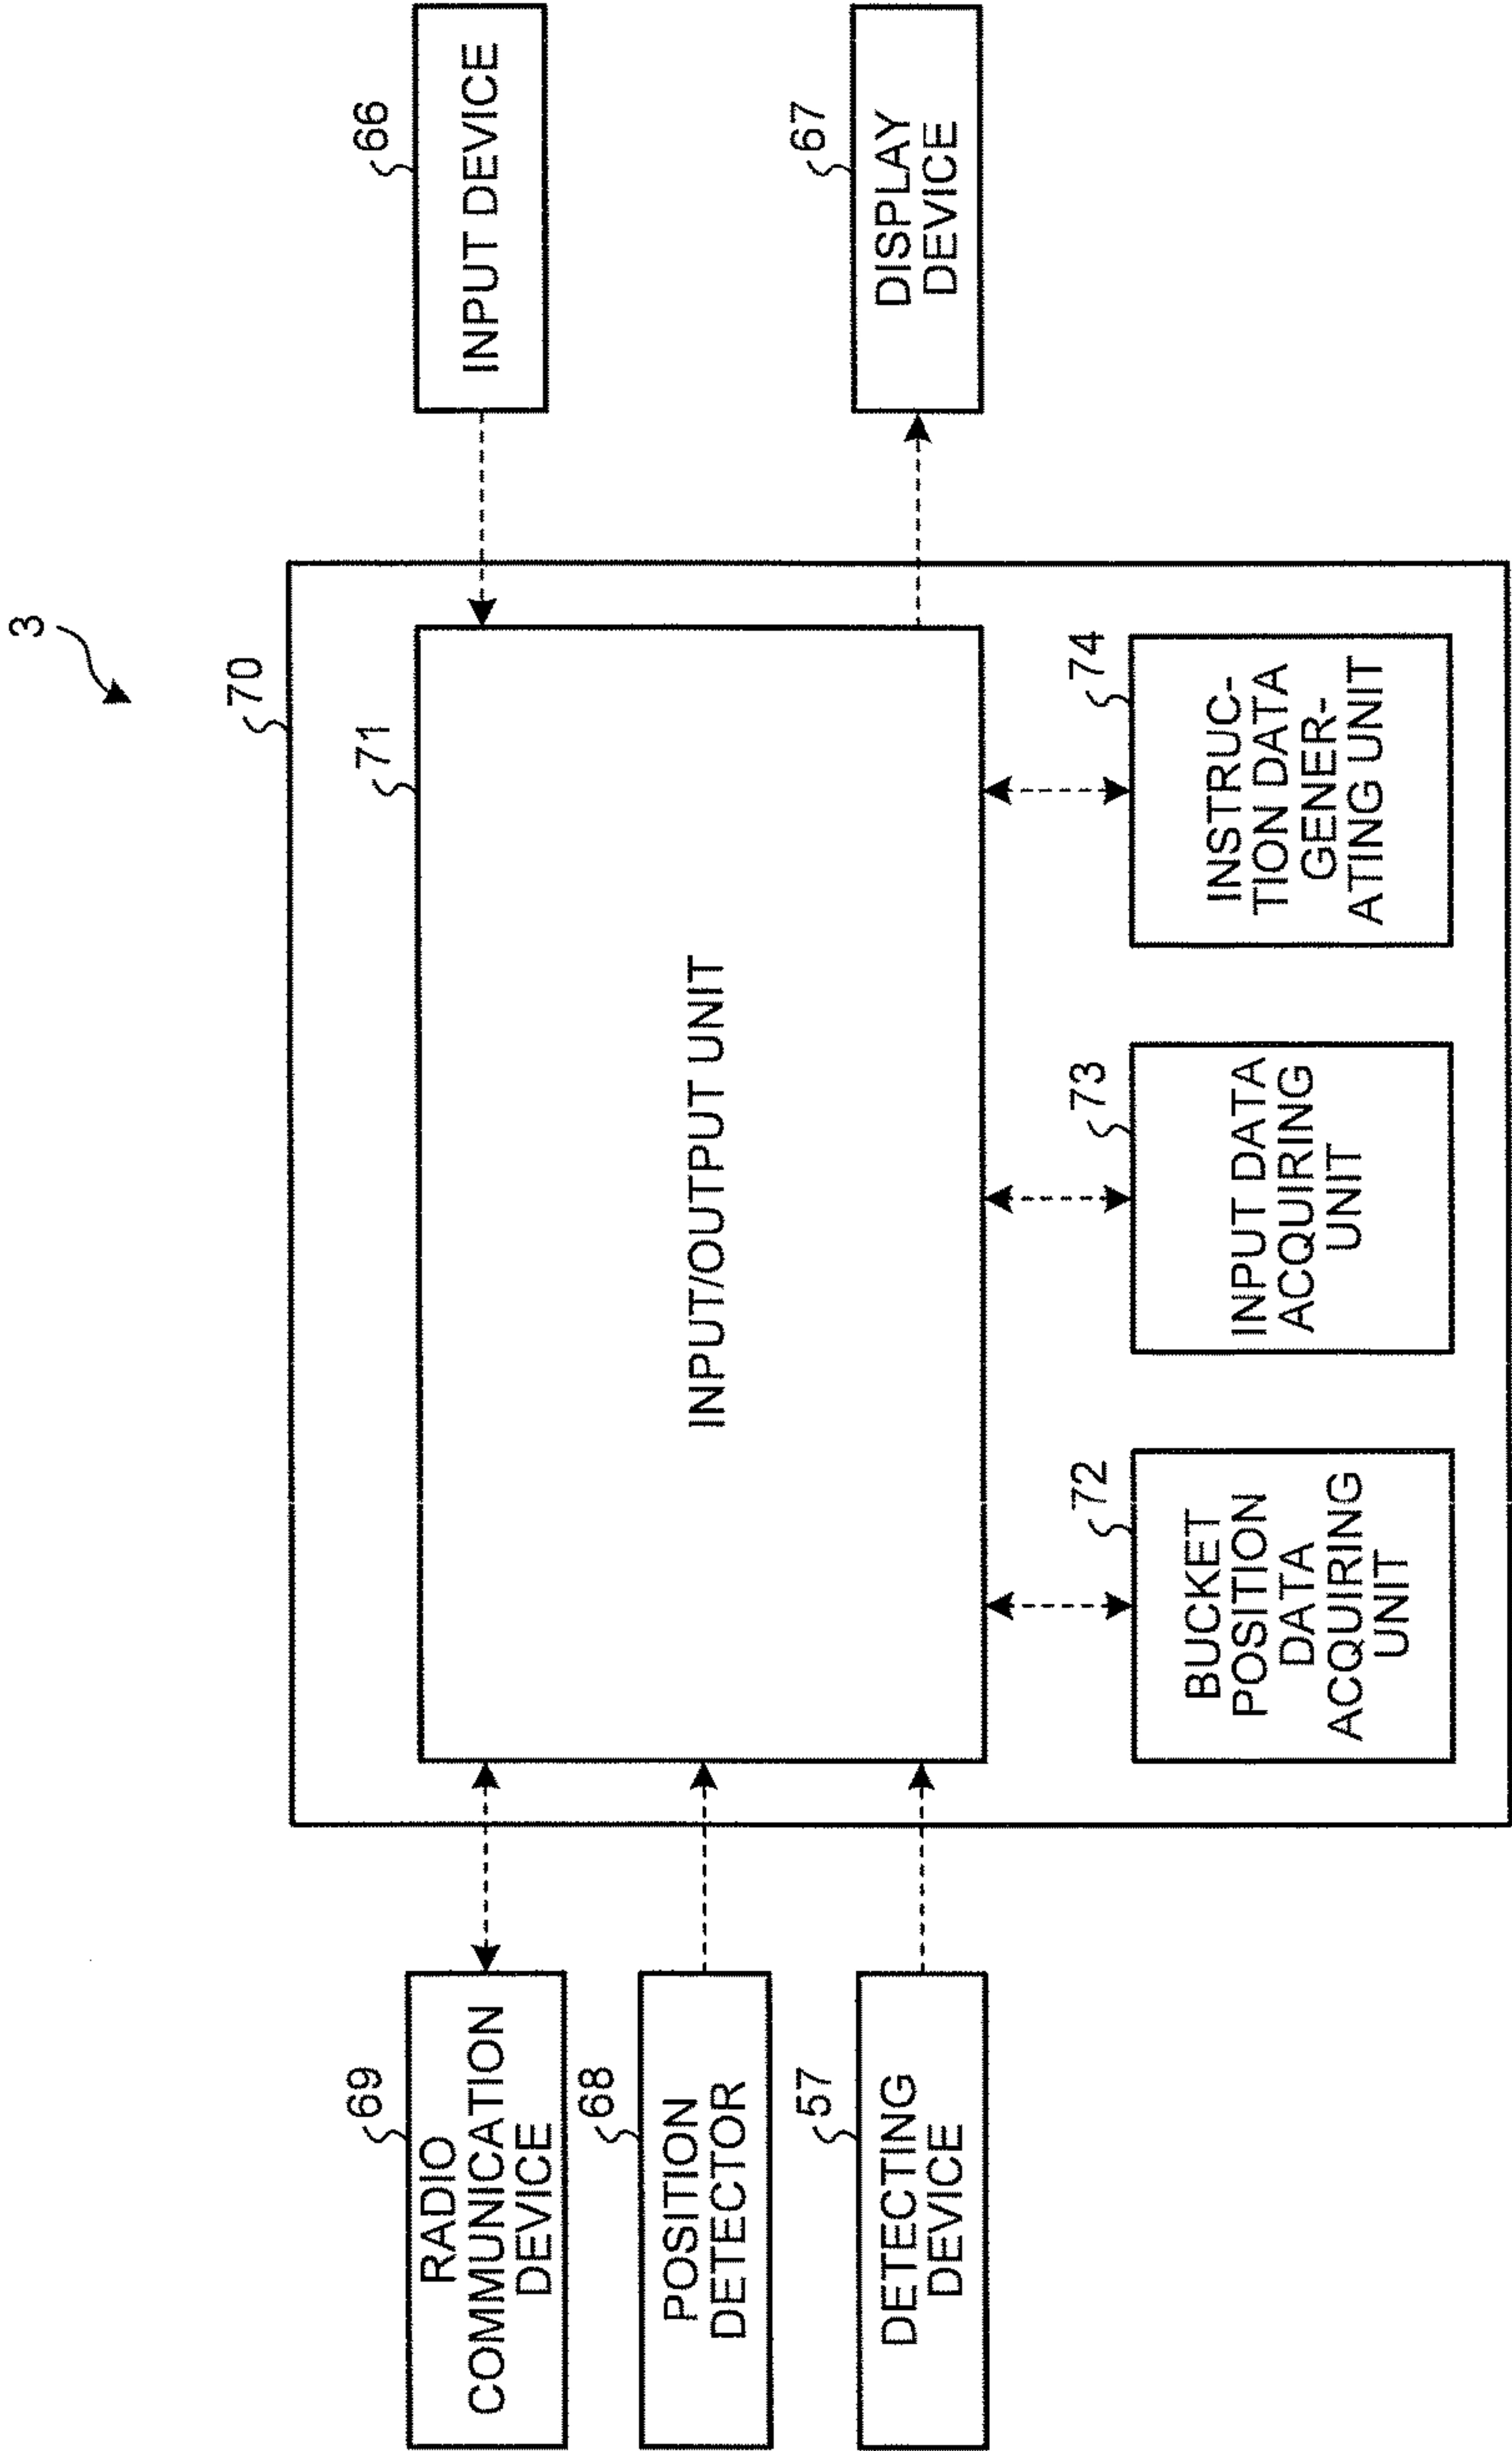 3
70
69
RADIO
COMMUNICATION
DEVICE
68
POSITION
DETECTOR
57
DETECTING
DEVICE
71
INPUT/OUTPUT UNIT
66
INPUT DEVICE
67
DISPLAY
DEVICE
72
BUCKET
POSITION
DATA
ACQUIRING
UNIT
73
INPUT DATA
ACQUIRING
UNIT
74
INSTRUC-
TION DATA
GENER-
ATING UNIT